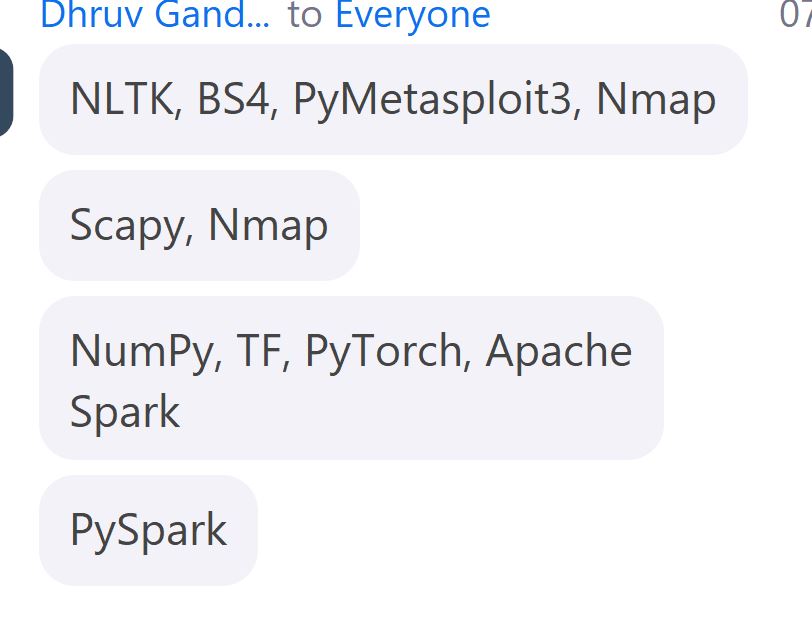 Dhruv Gand... to Everyone 07
NLTK, BS4, PyMetasploit3, Nmap
Scapy, Nmap
NumPy, TF, PyTorch, Apache
Spark
PySpark